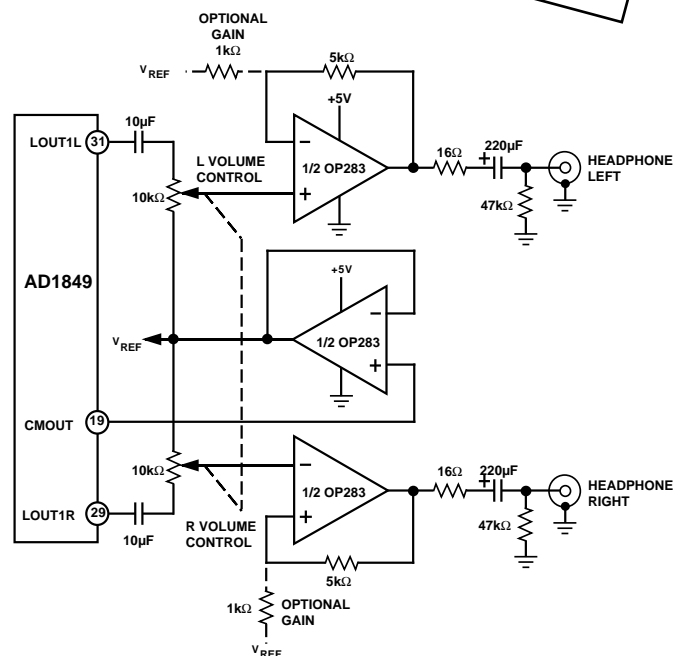 OPTIONAL
GAIN
1kΩ
VREF
5kΩ
+5V
10µF
LOUT1L
31
L VOLUME
CONTROL
10kΩ
−
+
1/2 OP283
16Ω
220µF
+
47kΩ
HEADPHONE
LEFT
AD1849
+5V
VREF
1/2 OP283
−
+
CMOUT
19
10kΩ
−
+
1/2 OP283
16Ω
220µF
+
47kΩ
HEADPHONE
RIGHT
LOUT1R
29
10µF
R VOLUME
CONTROL
5kΩ
1kΩ
OPTIONAL
GAIN
VREF